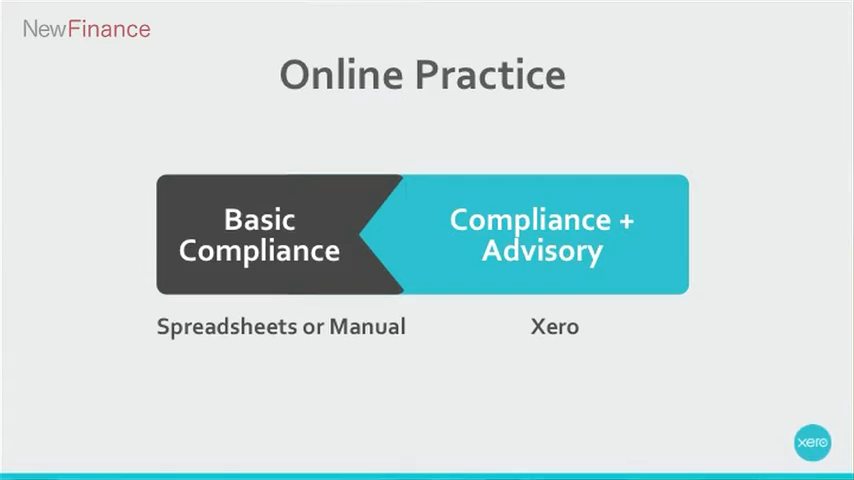 NewFinance
Online Practice
Basic
Compliance
Compliance +
Advisory
Spreadsheets or Manual
Xero
xero